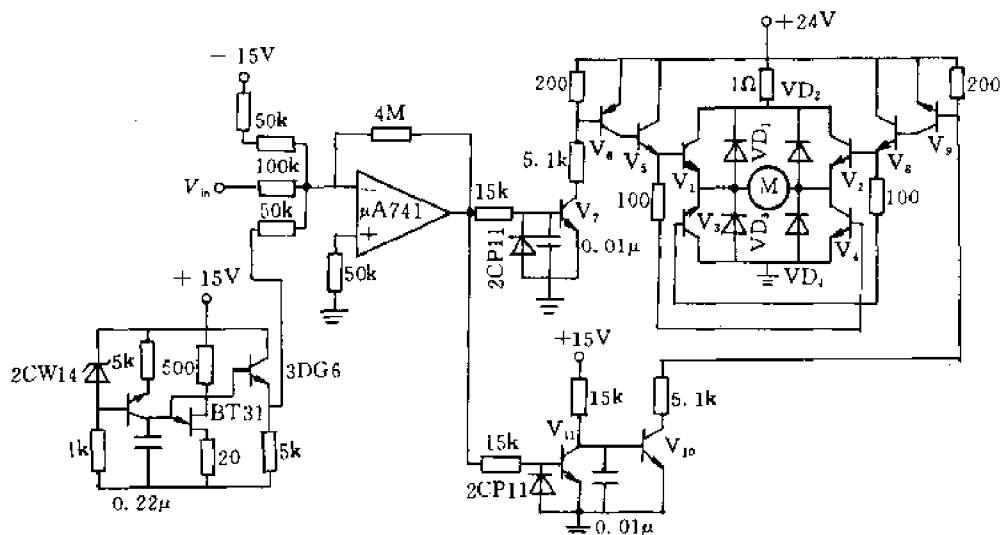 - 15V
50k
100k
V_in
50k
4M
-
μA741
+
50k
15k
2CP11
0.01μ
V₇
5.1k
200
V₆
V₅
100
+24V
1Ω
VD₂
VD₁
V₁
M
V₂
V₃
VD₃
V₄
VD₄
100
V₈
V₉
200
+ 15V
2CW14
5k
500
3DG6
BT31
1k
20
5k
0.22μ
+15V
15k
5.1k
V₁₁
V₁₀
15k
2CP11
0.01μ